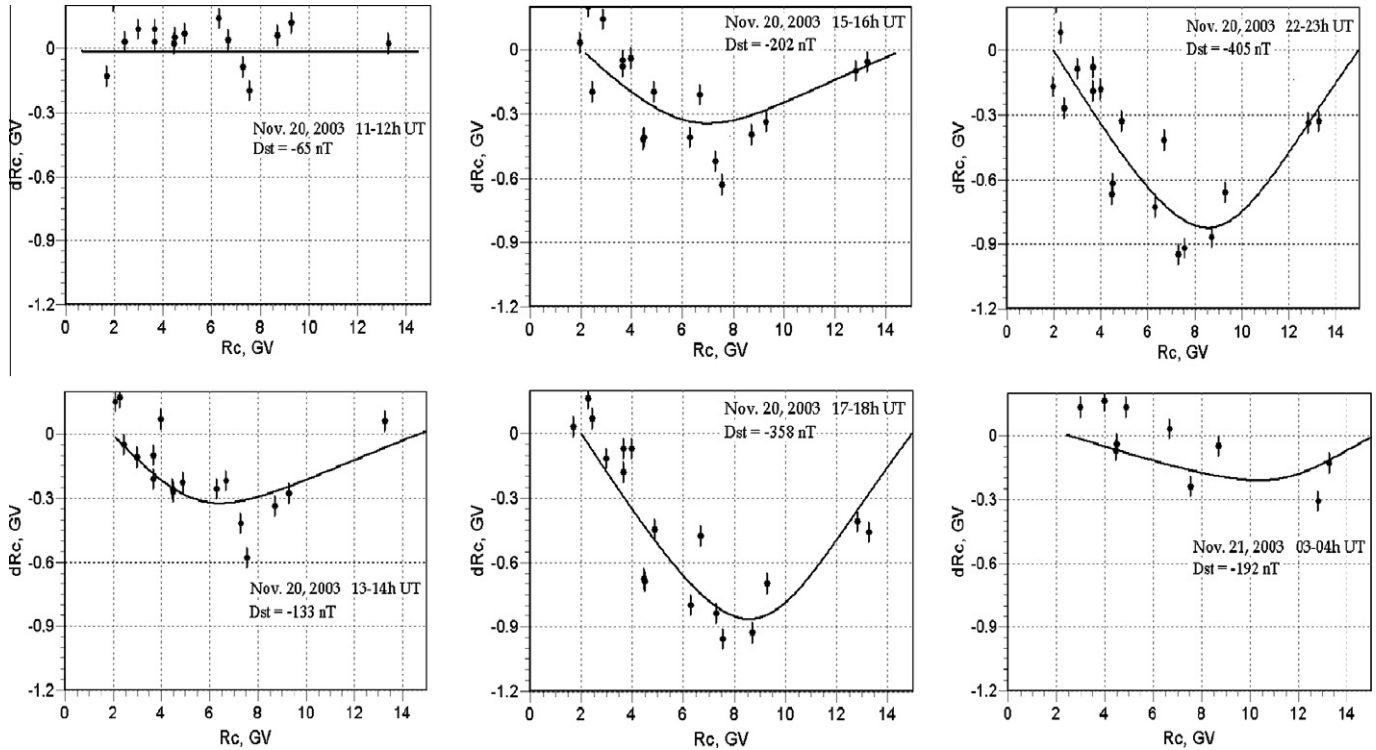 Nov. 20, 2003 11-12h UT
Dst = -65 nT
dRc, GV
0
-0.3
-0.6
-0.9
-1.2
0 2 4 6 8 10 12 14
Rc, GV
Nov. 20, 2003 15-16h UT
Dst = -202 nT
dRc, GV
0
-0.3
-0.6
-0.9
-1.2
0 2 4 6 8 10 12 14
Rc, GV
Nov. 20, 2003 22-23h UT
Dst = -405 nT
dRc, GV
0
-0.3
-0.6
-0.9
-1.2
0 2 4 6 8 10 12 14
Rc, GV
Nov. 20, 2003 13-14h UT
Dst = -133 nT
dRc, GV
0
-0.3
-0.6
-0.9
-1.2
0 2 4 6 8 10 12 14
Rc, GV
Nov. 20, 2003 17-18h UT
Dst = -358 nT
dRc, GV
0
-0.3
-0.6
-0.9
-1.2
0 2 4 6 8 10 12 14
Rc, GV
Nov. 21, 2003 03-04h UT
Dst = -192 nT
dRc, GV
0
-0.3
-0.6
-0.9
-1.2
0 2 4 6 8 10 12 14
Rc, GV